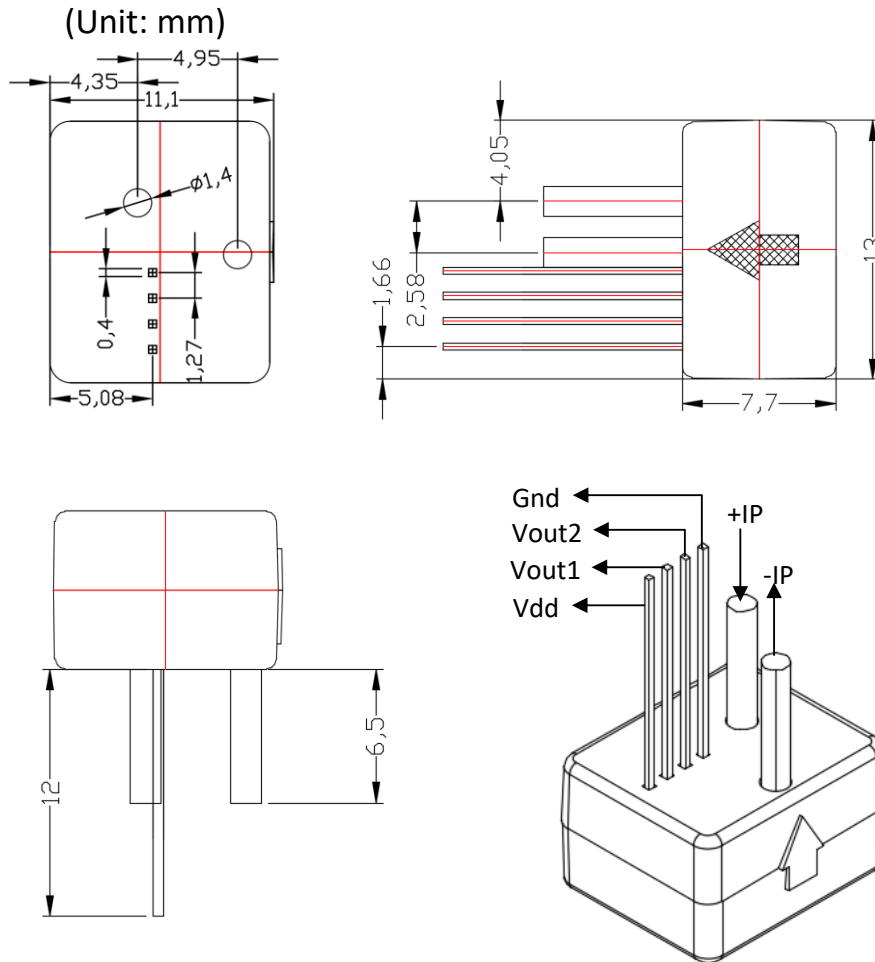 (Unit: mm)
4,95
4,35
11,1
ø1,4
0,4
1,27
5,08
4,05
1,66
2,58
13
7,7
12
6,5
Gnd
Vout2
Vout1
Vdd
+IP
-IP